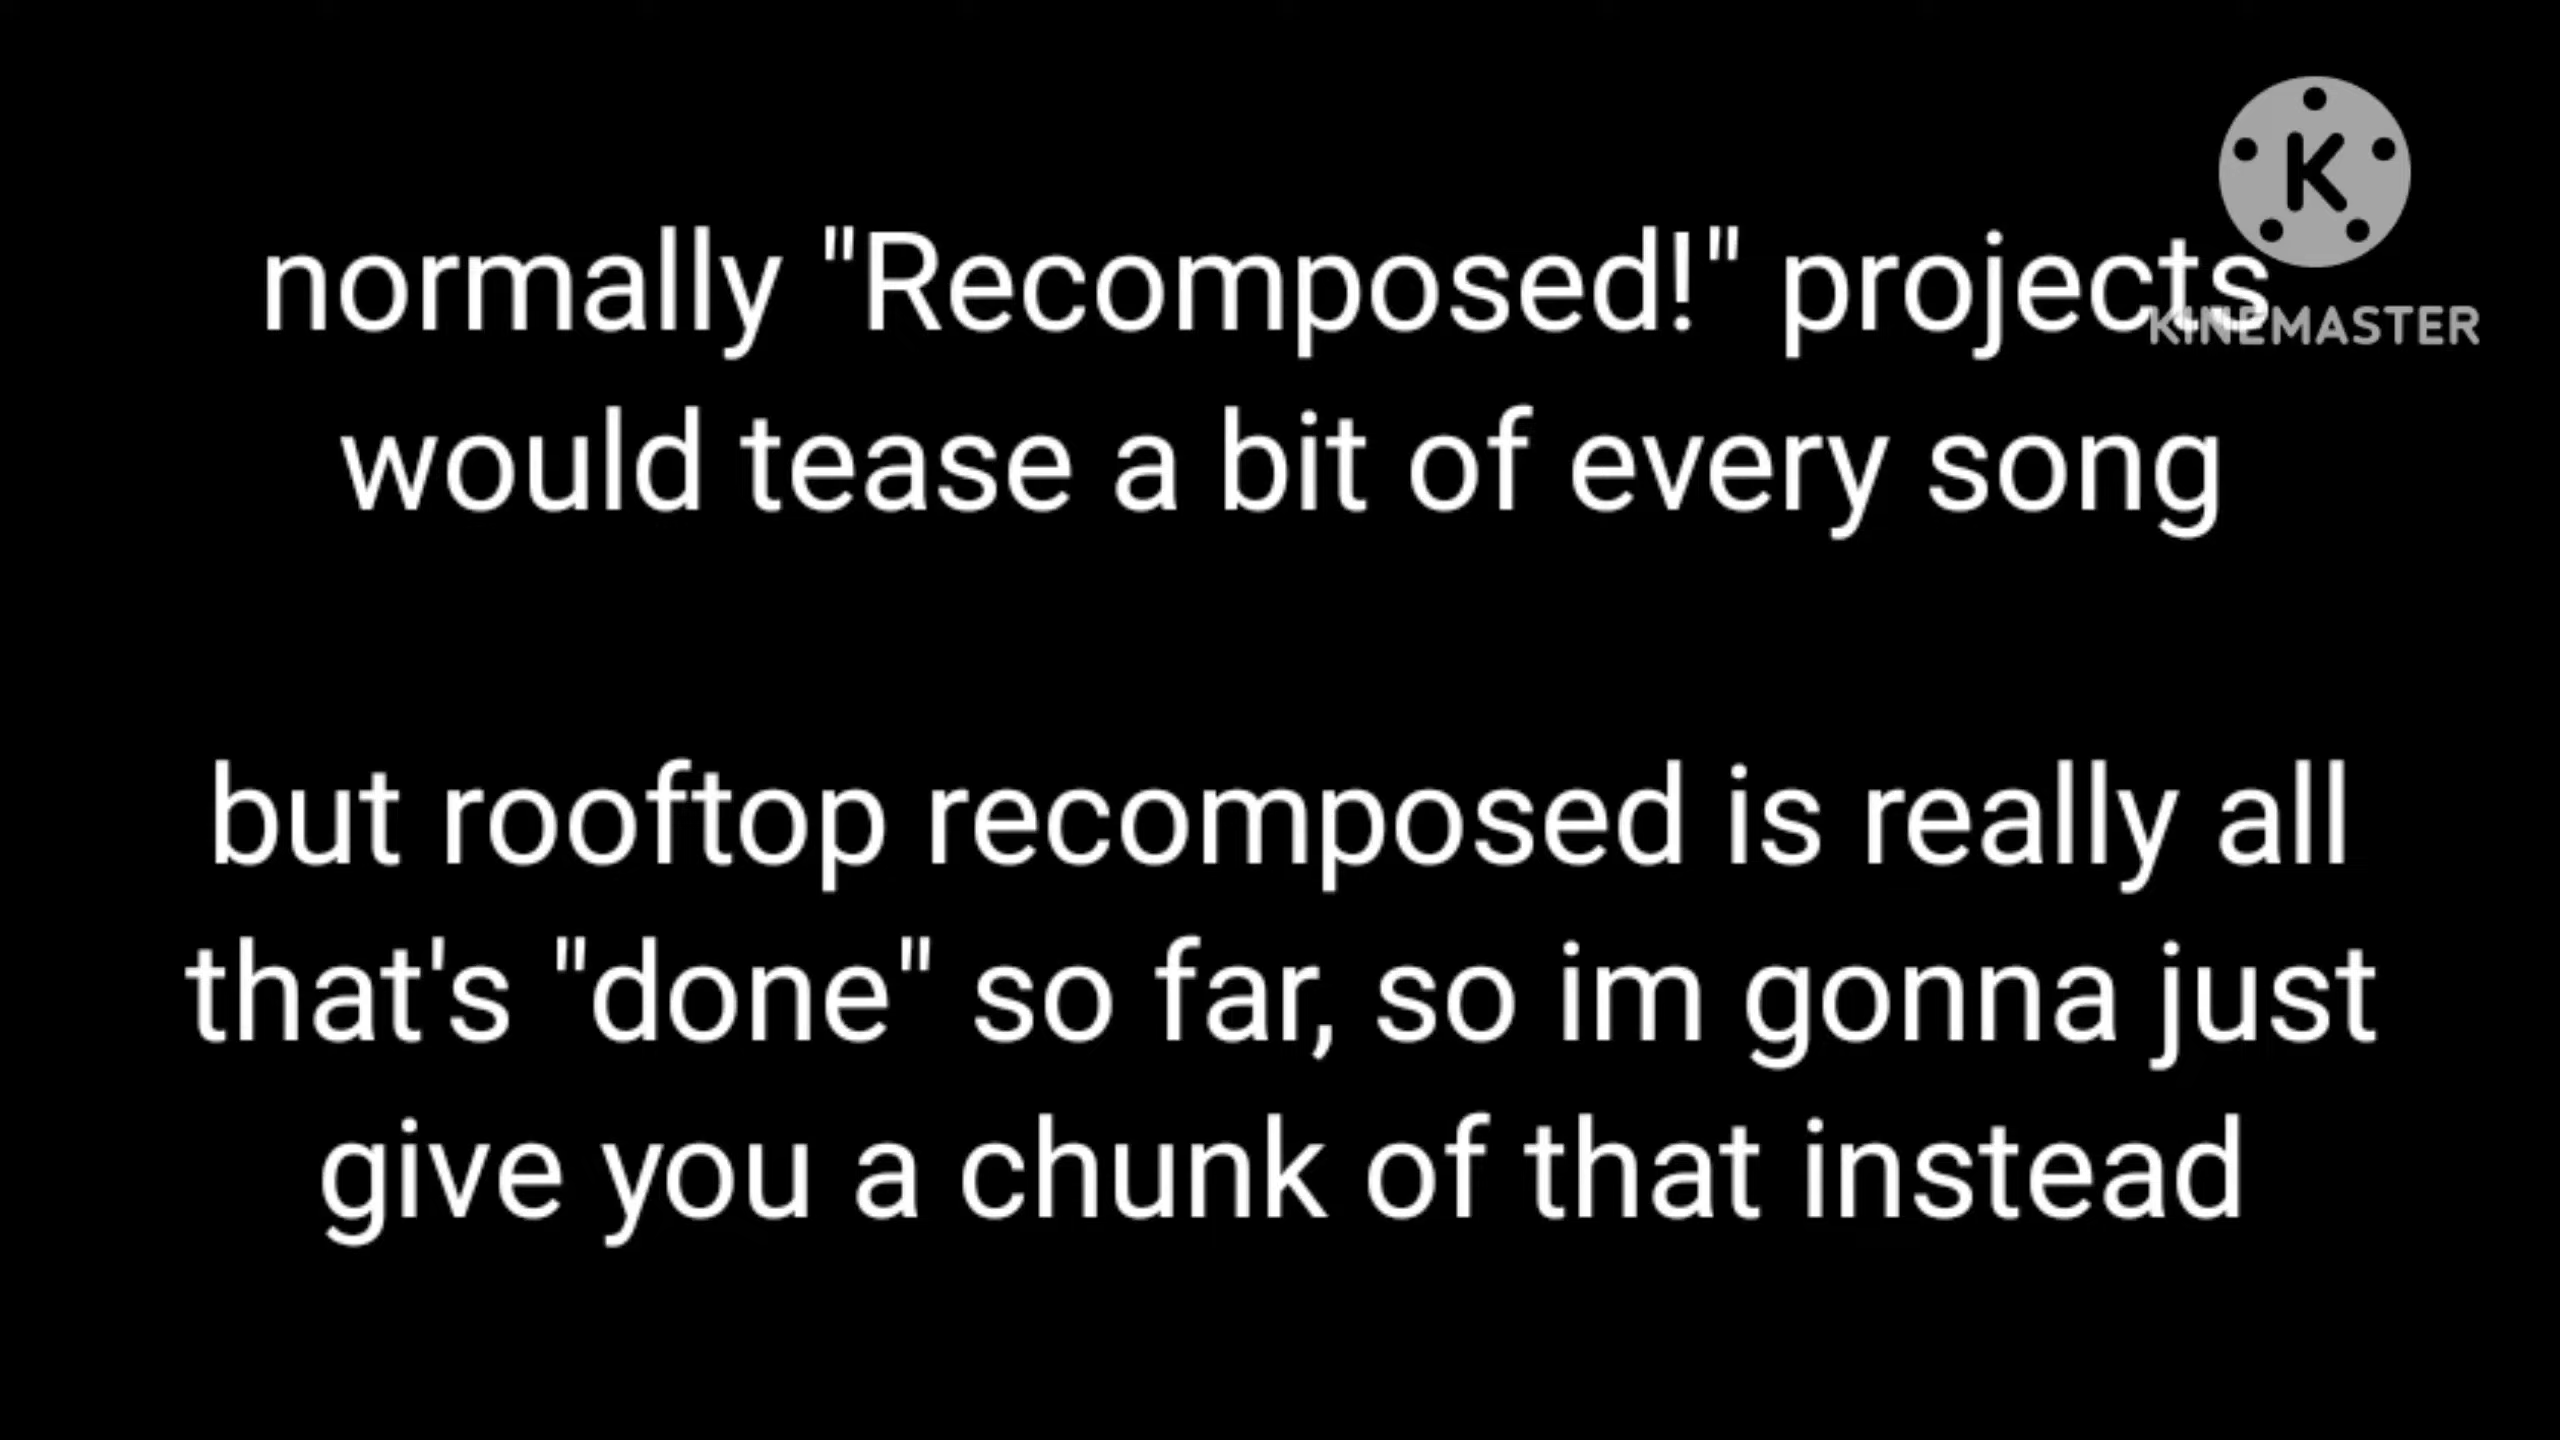 K
normally "Recomposed!" projects
KINEMASTER
would tease a bit of every song
but rooftop recomposed is really all
that's "done" so far, so im gonna just
give you a chunk of that instead